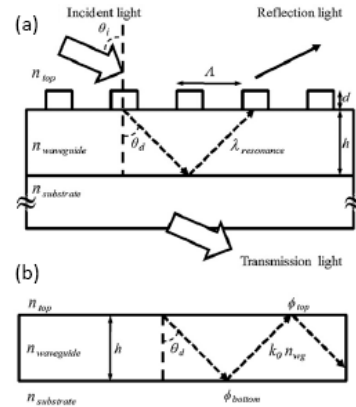 (a)
Incident light
Reflection light
θi
ntop
Λ
d
nwaveguide
θd
λresonance
h
nsubstrate
Transmission light
(b)
ntop
ϕtop
nwaveguide
h
θd
k0 nwg
nsubstrate
ϕbottom